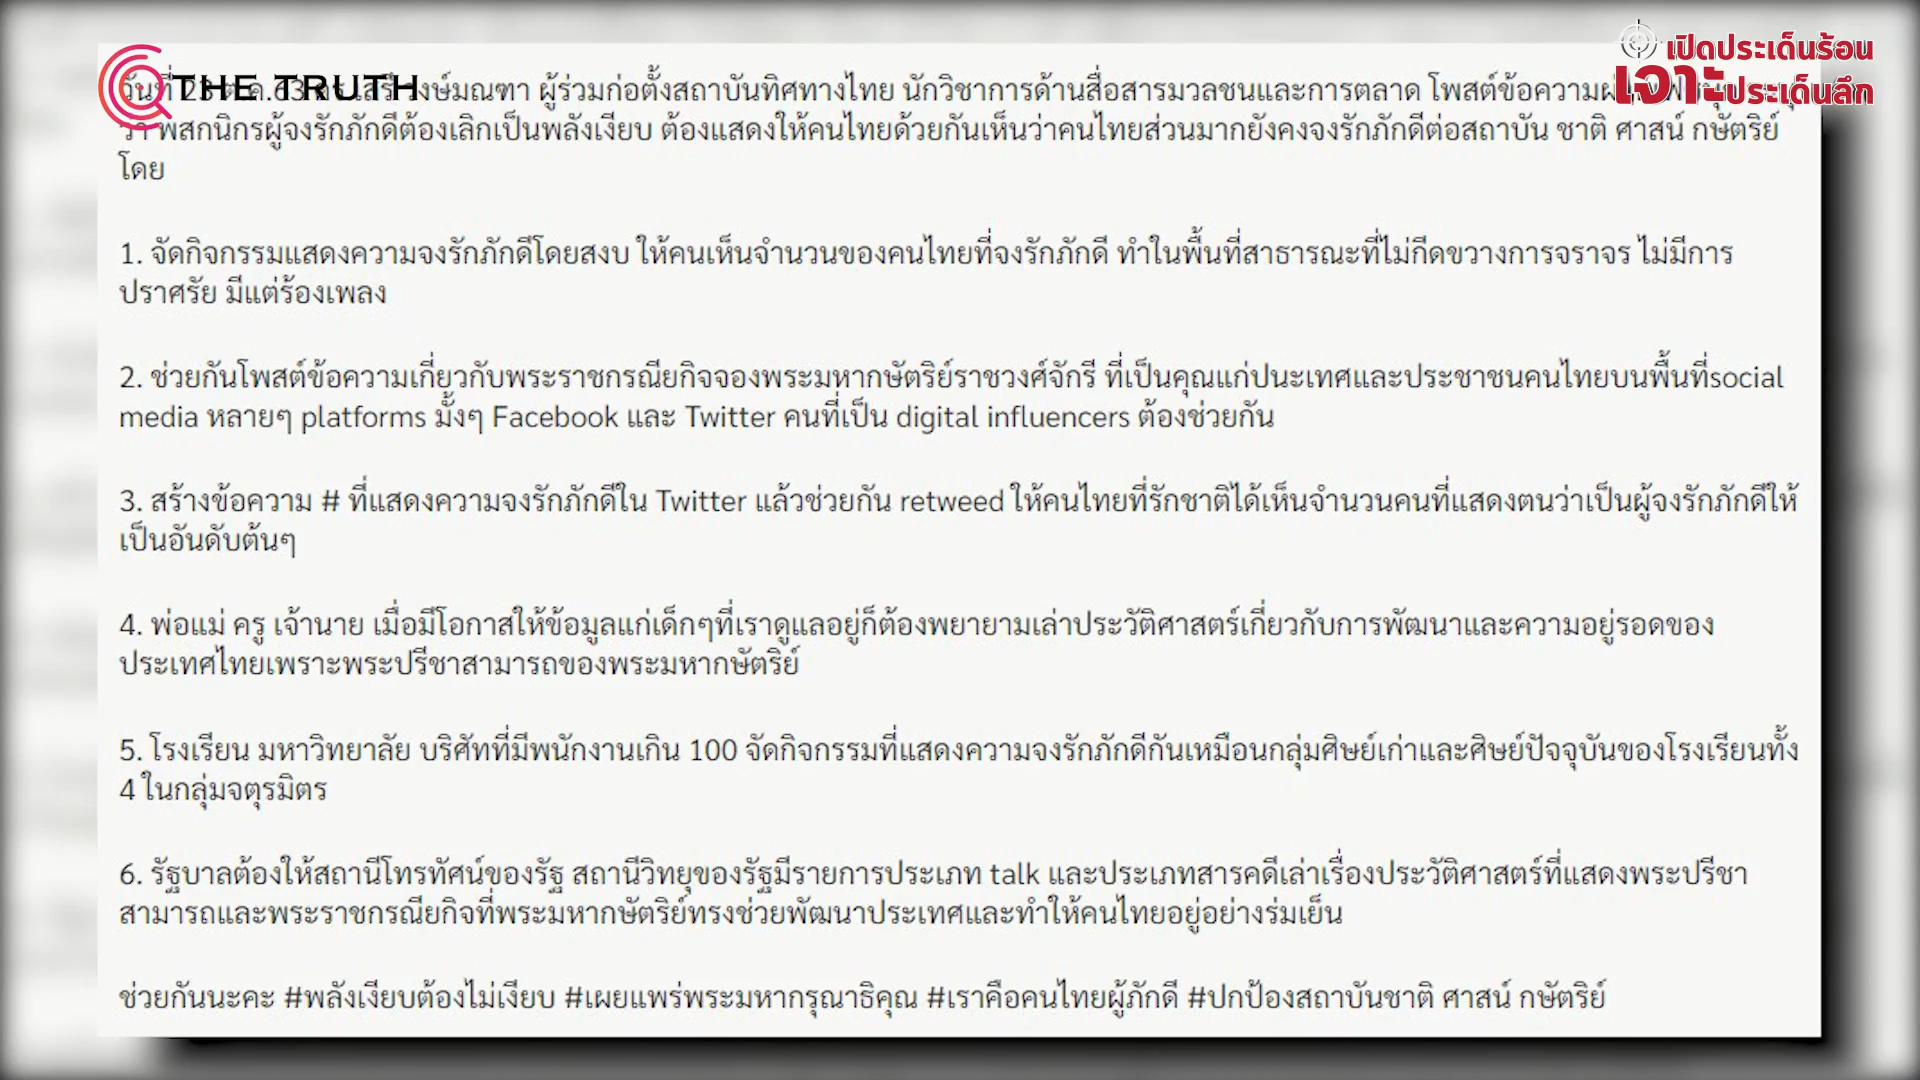 THE TRUTH
เปิดประเด็นร้อน
เจาะประเด็นลึก
วันที่ 23 ต.ค.63 ดร.เสรี วงษ์มณฑา ผู้ร่วมก่อตั้งสถาบันทิศทางไทย นักวิชาการด้านสื่อสารมวลชนและการตลาด โพสต์ข้อความ
ว่า พสกนิกรผู้จงรักภักดีต้องเลิกเป็นพลังเงียบ ต้องแสดงให้คนไทยด้วยกันเห็นว่าคนไทยส่วนมากยังคงจงรักภักดีต่อสถาบัน ชาติ ศาสน์ กษัตริย์
โดย
1. จัดกิจกรรมแสดงความจงรักภักดีโดยสงบ ให้คนเห็นจำนวนของคนไทยที่จงรักภักดี ทำในพื้นที่สาธารณะที่ไม่กีดขวางการจราจร ไม่มีการ
ปราศรัย มีแต่ร้องเพลง
2. ช่วยกันโพสต์ข้อความเกี่ยวกับพระราชกรณียกิจจองพระมหากษัตริย์ราชวงศ์จักรี ที่เป็นคุณแก่ปนะเทศและประชาชนคนไทยบนพื้นที่social
media หลายๆ platforms มั้งๆ Facebook และ Twitter คนที่เป็น digital influencers ต้องช่วยกัน
3. สร้างข้อความ # ที่แสดงความจงรักภักดีใน Twitter แล้วช่วยกัน retweed ให้คนไทยที่รักชาติได้เห็นจำนวนคนที่แสดงตนว่าเป็นผู้จงรักภักดีให้
เป็นอันดับต้นๆ
4. พ่อแม่ ครู เจ้านาย เมื่อมีโอกาสให้ข้อมูลแก่เด็กๆที่เราดูแลอยู่ก็ต้องพยายามเล่าประวัติศาสตร์เกี่ยวกับการพัฒนาและความอยู่รอดของ
ประเทศไทยเพราะพระปรีชาสามารถของพระมหากษัตริย์
5. โรงเรียน มหาวิทยาลัย บริศัทที่มีพนักงานเกิน 100 จัดกิจกรรมที่แสดงความจงรักภักดีกันเหมือนกลุ่มศิษย์เก่าและศิษย์ปัจจุบันของโรงเรียนทั้ง
4 ในกลุ่มจตุรมิตร
6. รัฐบาลต้องให้สถานีโทรทัศน์ของรัฐ สถานีวิทยุของรัฐมีรายการประเภท talk และประเภทสารคดีเล่าเรื่องประวัติศาสตร์ที่แสดงพระปรีชา
สามารถและพระราชกรณียกิจที่พระมหากษัตริย์ทรงช่วยพัฒนาประเทศและทำให้คนไทยอยู่อย่างร่มเย็น
ช่วยกันนะคะ #พลังเงียบต้องไม่เงียบ #เผยแพร่พระมหากรุณาธิคุณ #เราคือคนไทยผู้ภักดี #ปกป้องสถาบันชาติ ศาสน์ กษัตริย์